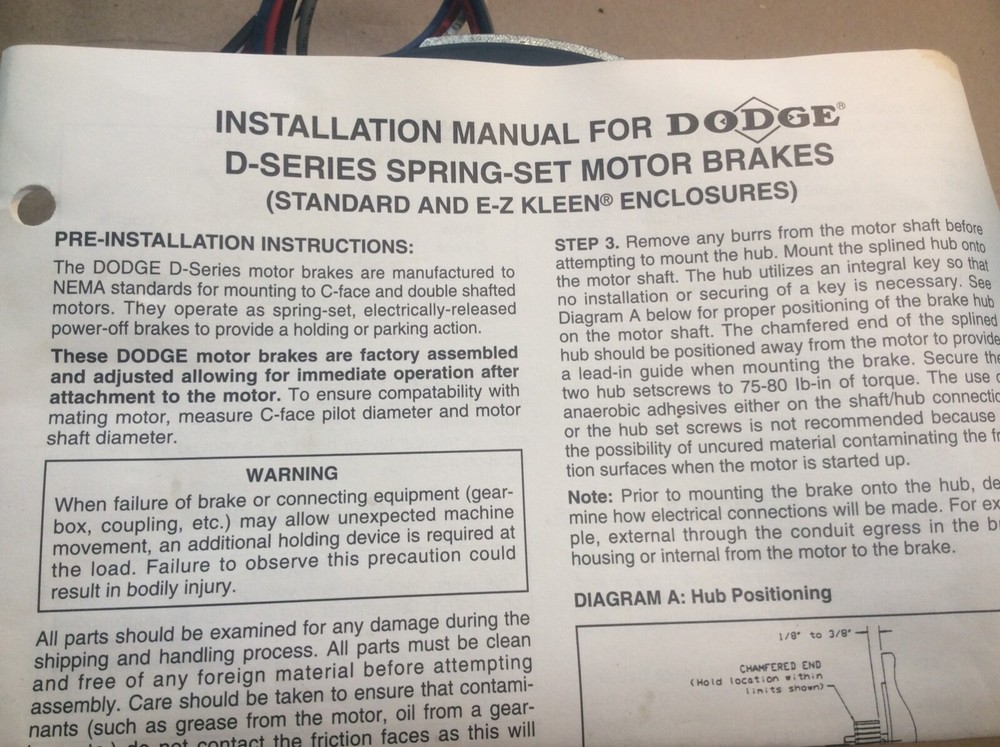 INSTALLATION MANUAL FOR DODGE®
D-SERIES SPRING-SET MOTOR BRAKES
(STANDARD AND E-Z KLEEN® ENCLOSURES)
PRE-INSTALLATION INSTRUCTIONS:
The DODGE D-Series motor brakes are manufactured to
NEMA standards for mounting to C-face and double shafted
motors. They operate as spring-set, electrically-released
power-off brakes to provide a holding or parking action.
These DODGE motor brakes are factory assembled
and adjusted allowing for immediate operation after
attachment to the motor. To ensure compatability with
mating motor, measure C-face pilot diameter and motor
shaft diameter.
WARNING
When failure of brake or connecting equipment (gear-
box, coupling, etc.) may allow unexpected machine
movement, an additional holding device is required at
the load. Failure to observe this precaution could
result in bodily injury.
All parts should be examined for any damage during the
shipping and handling process. All parts must be clean
and free of any foreign material before attempting
assembly. Care should be taken to ensure that contami-
nants (such as grease from the motor, oil from a gear-
do not contact the friction faces as this will
STEP 3. Remove any burrs from the motor shaft before
attempting to mount the hub. Mount the splined hub onto
the motor shaft. The hub utilizes an integral key so that
no installation or securing of a key is necessary. See
Diagram A below for proper positioning of the brake hub
on the motor shaft. The chamfered end of the splined
hub should be positioned away from the motor to provide
a lead-in guide when mounting the brake. Secure the
two hub setscrews to 75-80 lb-in of torque. The use
anaerobic adhesives either on the shaft/hub connectio
or the hub set screws is not recommended because
the possibility of uncured material contaminating the fr
tion surfaces when the motor is started up.
Note: Prior to mounting the brake onto the hub, de
mine how electrical connections will be made. For ex
ple, external through the conduit egress in the b
housing or internal from the motor to the brake.
DIAGRAM A: Hub Positioning
1/8" to 3/8"
CHAMFERED END
(Hold location within
limits shown)